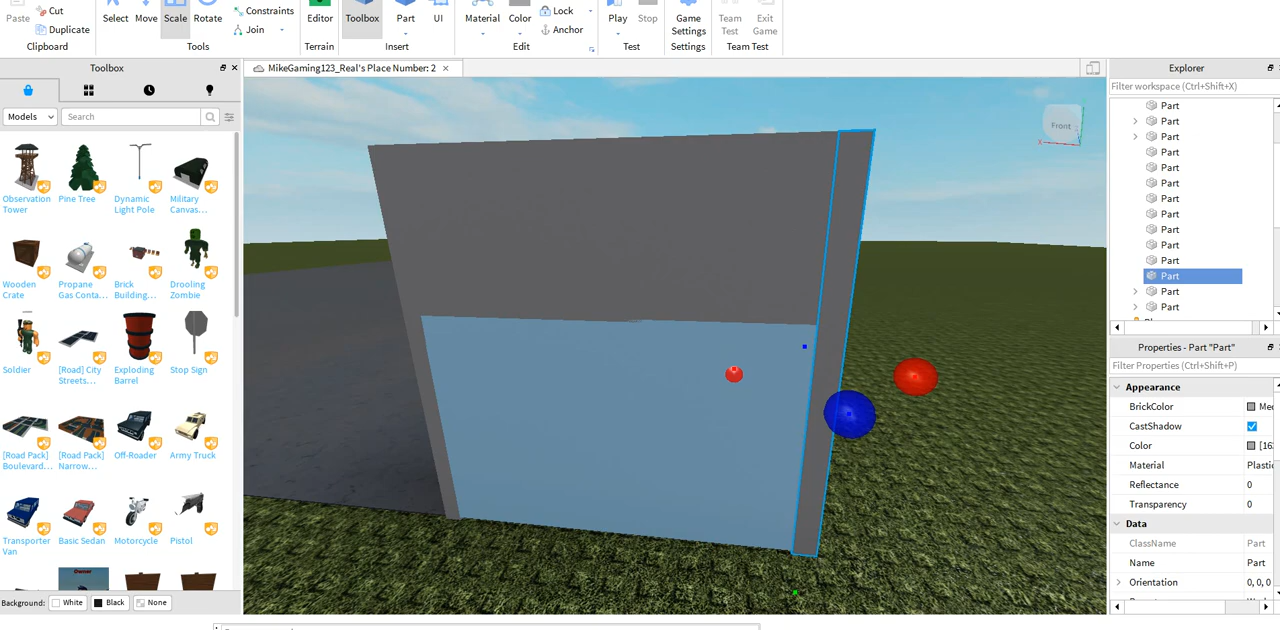 Paste
Cut
Duplicate
Clipboard
Select Move Scale Rotate
Constraints
Join
Tools
Editor
Terrain
Toolbox Part UI
Insert
Material Color
Lock
Anchor
Edit
Play Stop
Test
Game Settings
Settings
Team Test
Exit Game
Team Test
Toolbox
Models
Search
Observation Tower
Pine Tree
Dynamic Light Pole
Military Canvas...
Wooden Crate
Propane Gas Conta...
Brick Building...
Drooling Zombie
Soldier
[Road] City Streets...
Exploding Barrel
Stop Sign
[Road Pack] Boulevard...
[Road Pack] Narrow...
Off-Roader
Army Truck
Transporter Van
Basic Sedan
Motorcycle
Pistol
Owner
Background: White Black None
MikeGaming123_Real's Place Number: 2
Front
Explorer
Filter workspace (Ctrl+Shift+X)
Part
Part
Part
Part
Part
Part
Part
Part
Part
Part
Part
Part
Part
Part
Properties - Part "Part"
Filter Properties (Ctrl+Shift+P)
Appearance
BrickColor Med
CastShadow
Color [16
Material Plastic
Reflectance 0
Transparency 0
Data
ClassName Part
Name Part
Orientation 0, 0, 0